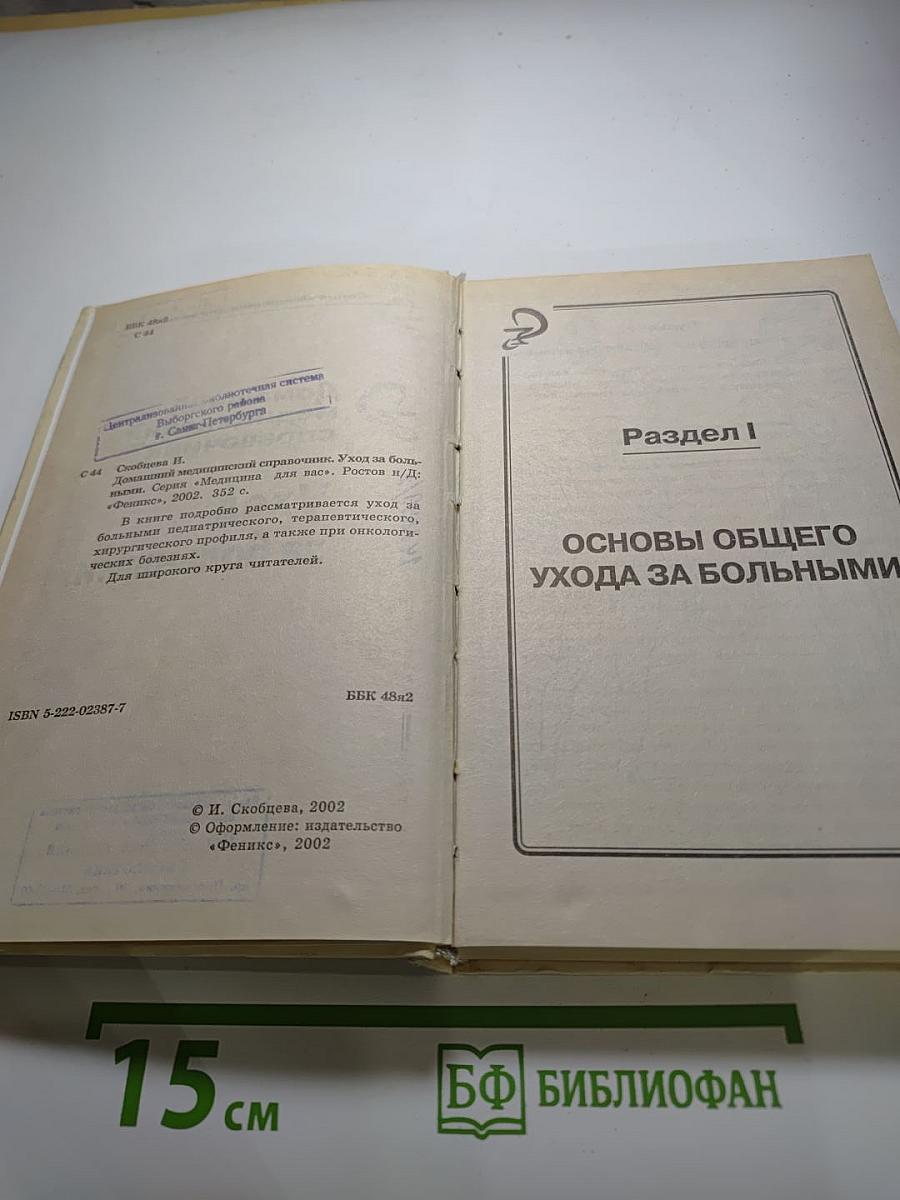 ББК 48я2
С 44
Централизованная библиотечная система
Выборгского района
г. Санкт-Петербурга
С 44 Скобцева И.
Домашний медицинский справочник. Уход за боль-
ными. Серия «Медицина для вас». Ростов н/Д:
«Феникс», 2002. 352 с.
В книге подробно рассматривается уход за
больными педиатрического, терапевтического,
хирургического профиля, а также при онкологи-
ческих болезнях.
Для широкого круга читателей.
ISBN 5-222-02387-7
ББК 48я2
© И. Скобцева, 2002
© Оформление: издательство
«Феникс», 2002
Раздел I
ОСНОВЫ ОБЩЕГО
УХОДА ЗА БОЛЬНЫМИ
15 см
БФ БИБЛИОФАН